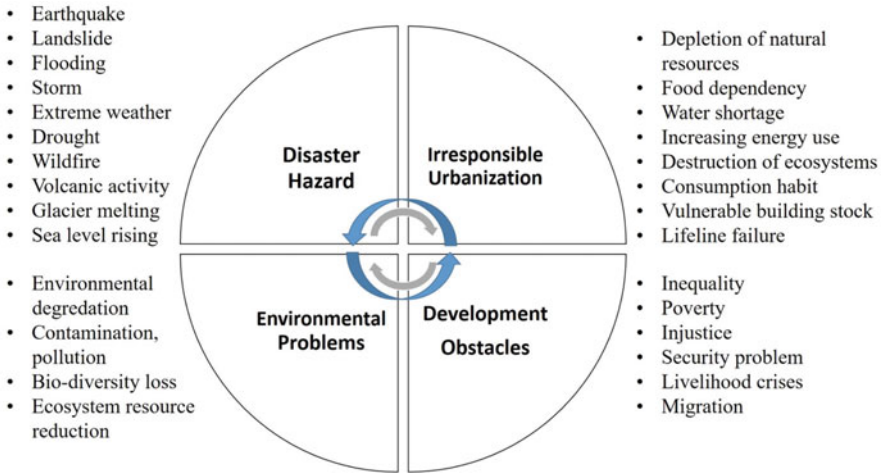 • Earthquake
• Landslide
• Flooding
• Storm
• Extreme weather
• Drought
• Wildfire
• Volcanic activity
• Glacier melting
• Sea level rising
Disaster
Hazard
Irresponsible
Urbanization
• Depletion of natural
resources
• Food dependency
• Water shortage
• Increasing energy use
• Destruction of ecosystems
• Consumption habit
• Vulnerable building stock
• Lifeline failure
• Environmental
degredation
• Contamination,
pollution
• Bio-diversity loss
• Ecosystem resource
reduction
Environmental
Problems
Development
Obstacles
• Inequality
• Poverty
• Injustice
• Security problem
• Livelihood crises
• Migration